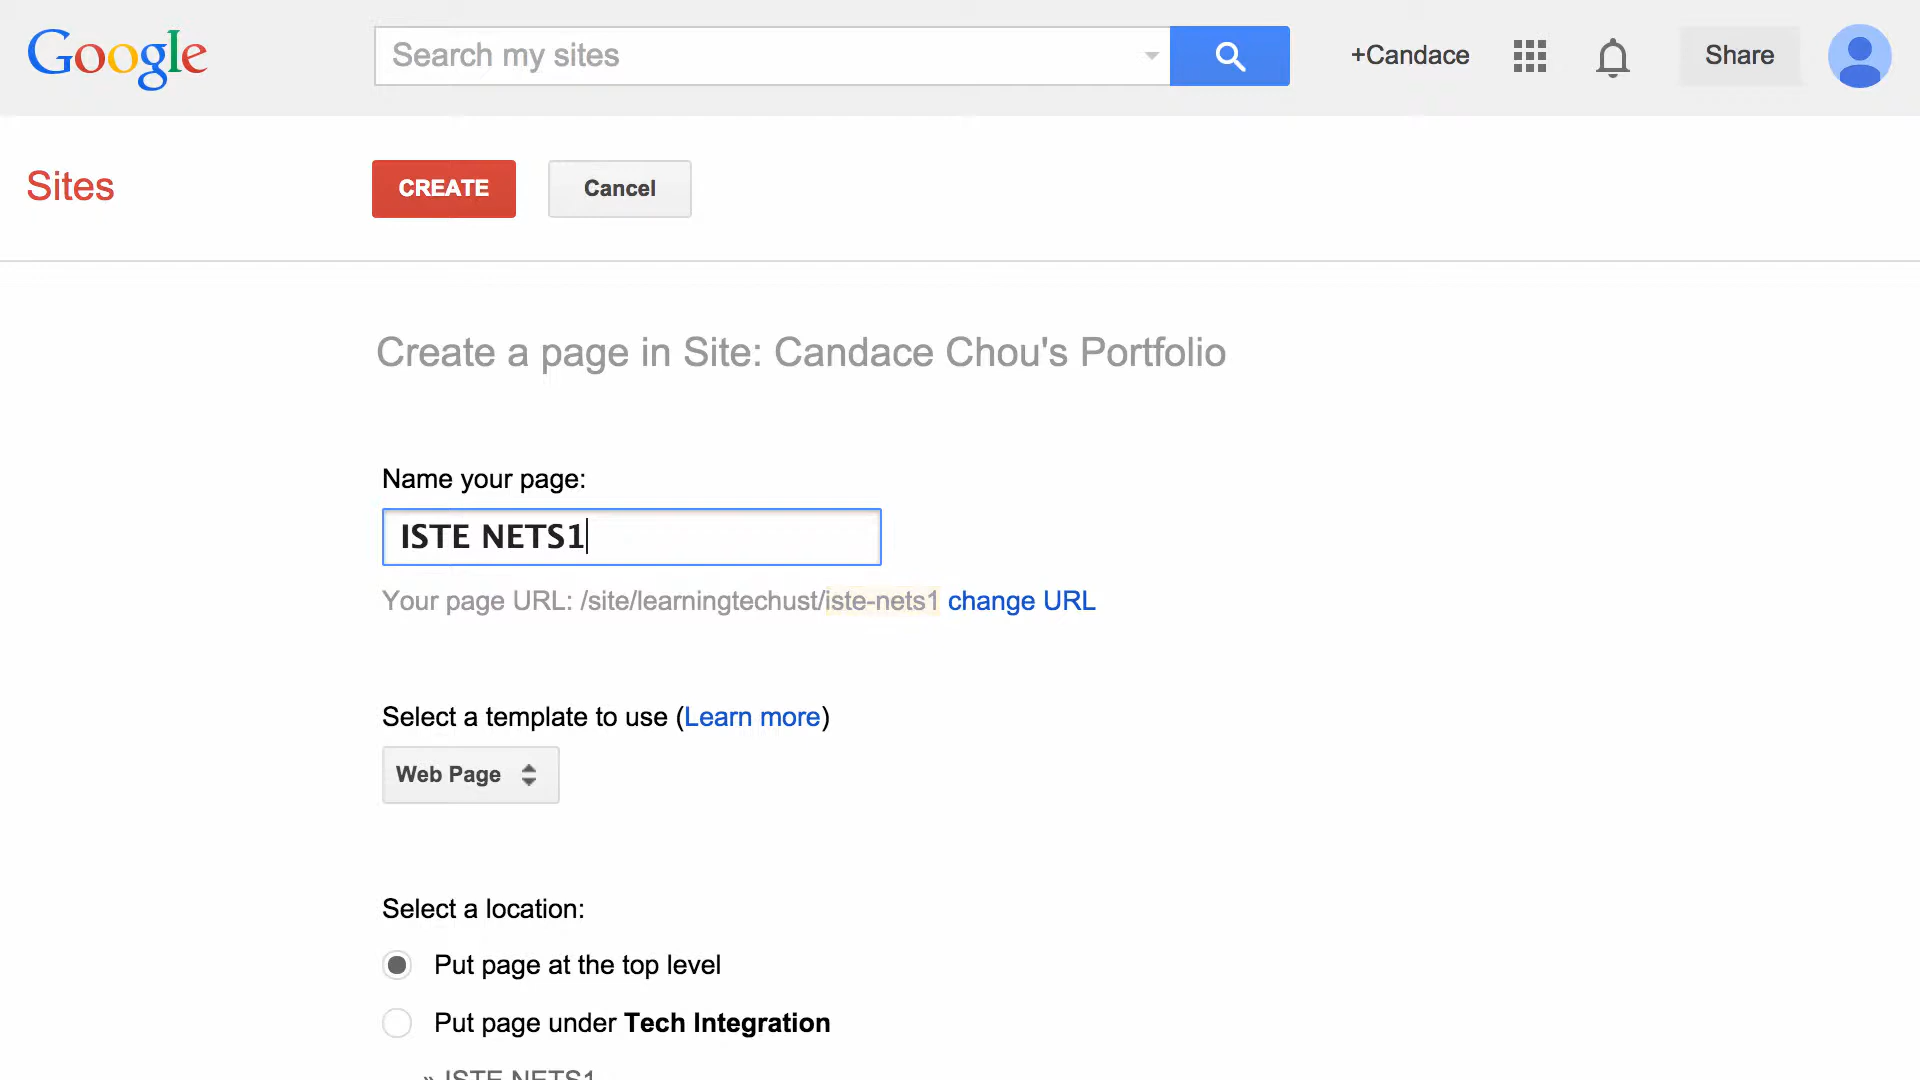 Google
Search my sites
+Candace
Share
Sites
CREATE
Cancel
Create a page in Site: Candace Chou's Portfolio
Name your page:
ISTE NETS1
Your page URL: /site/learningtechust/iste-nets1 change URL
Select a template to use (Learn more)
Web Page
Select a location:
Put page at the top level
Put page under Tech Integration
» ISTE NETS1